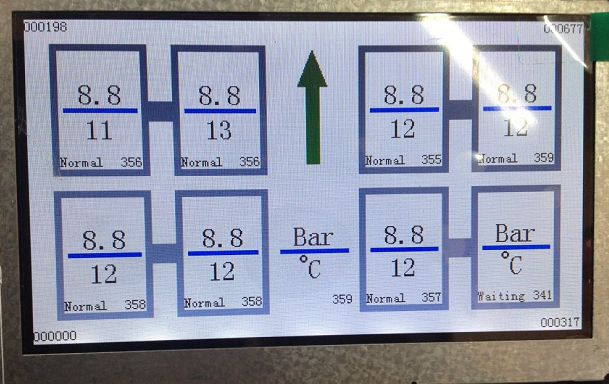 000198 000677
8.8 8.8 8.8 8.8
11 13 12 12
Normal 356 Normal 356 Normal 355 Normal 359
8.8 8.8 Bar 8.8 Bar
12 12 °C 12 °C
Normal 358 Normal 358 359 Normal 357 Waiting 341
000000 000317